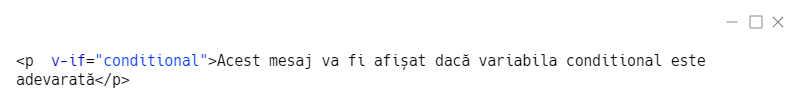 <p  v-if="conditional">Acest mesaj va fi afișat dacă variabila conditional este
adevarată</p>